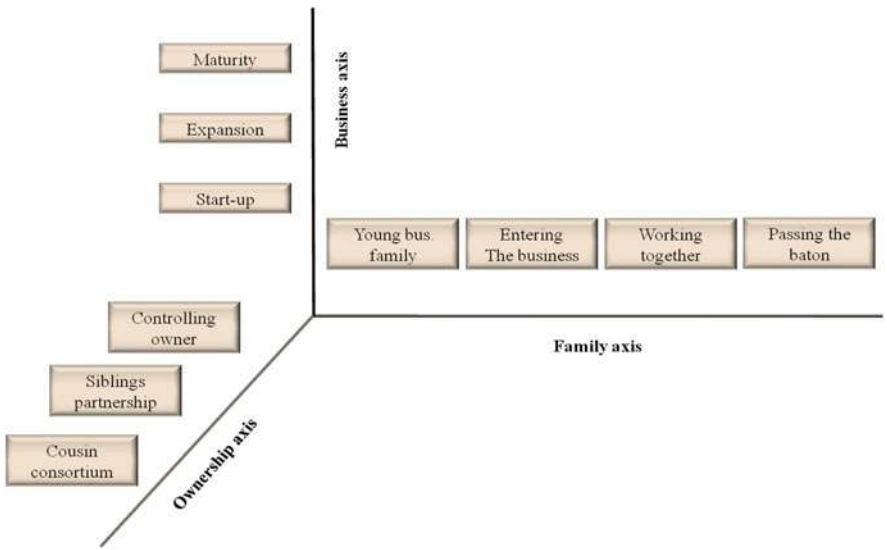 Maturity
Expansion
Start-up
Business axis
Young bus.
family
Entering
The business
Working
together
Passing the
baton
Family axis
Controlling
owner
Siblings
partnership
Cousin
consortium
Ownership axis